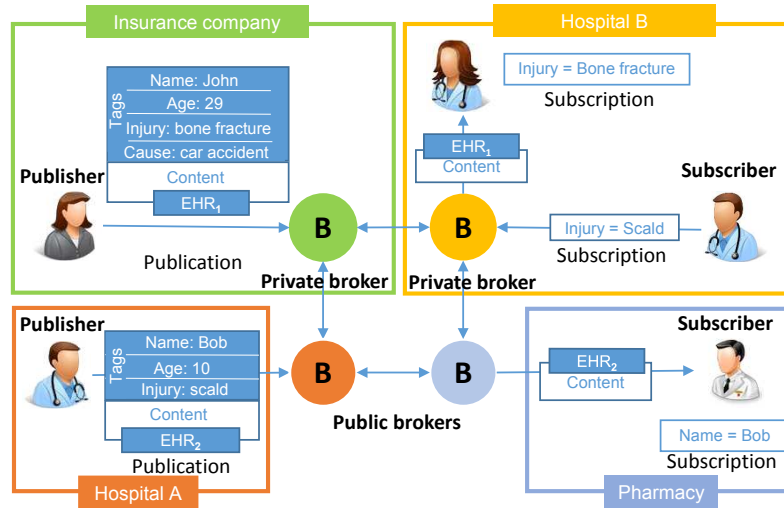 Insurance company
Tags
Name: John
Age: 29
Injury: bone fracture
Cause: car accident
Content
EHR1
Publisher
Publication
B
Private broker
Hospital B
Injury = Bone fracture
Subscription
EHR1
Content
Subscriber
Injury = Scald
Subscription
B
Private broker
Publisher
Tags
Name: Bob
Age: 10
Injury: scald
Content
EHR2
Publication
Hospital A
B
B
Public brokers
Subscriber
EHR2
Content
Name = Bob
Subscription
Pharmacy